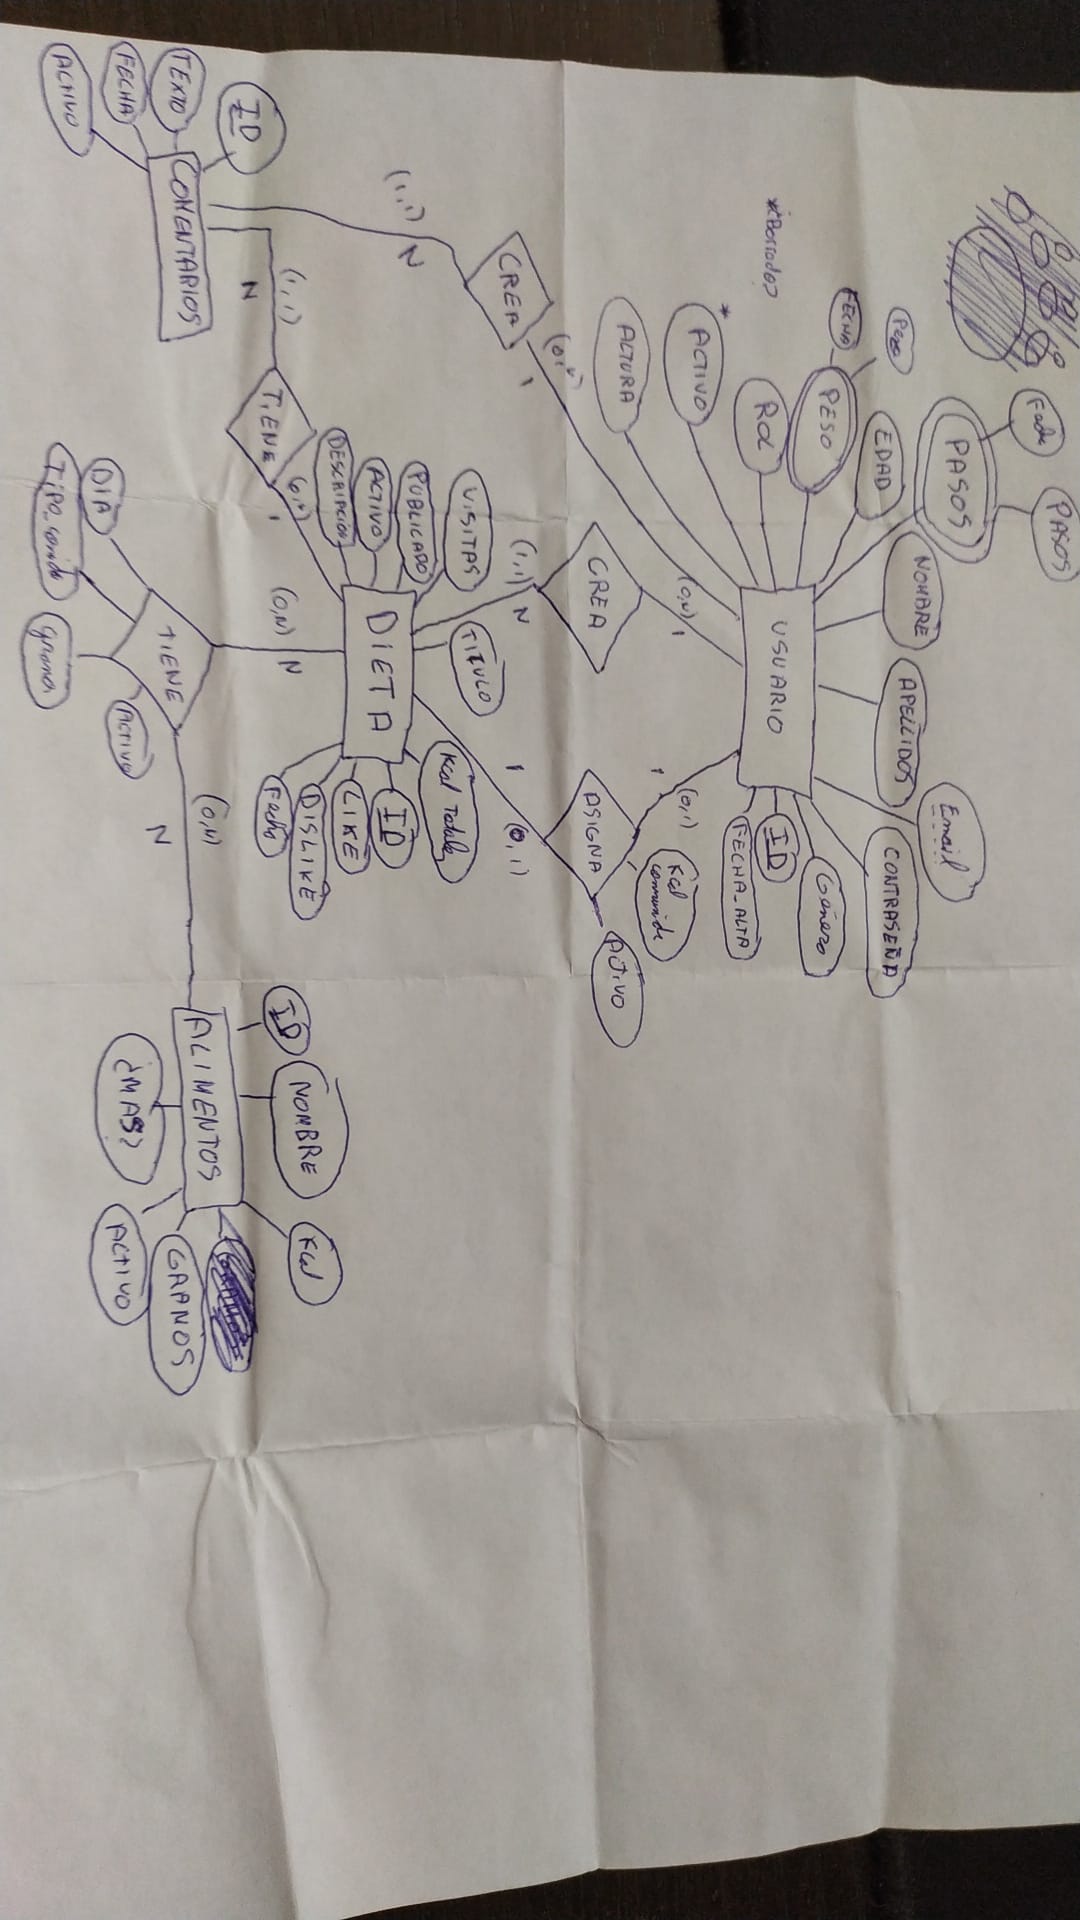 PASOS
Fecha
PASOS
Email
NOMBRE
APELLIDOS
CONTRASEÑA
Peso
EDAD
FECHA
PESO
Género
USUARIO
ID
*¿Borrado?
ROL
FECHA_ALTA
*
ACTIVO
(0,N)
1
(0,1)
1
Kcal
ALTURA
ACTIVO
CREA
ASIGNA
(0,N)
1
CREA
(1,1)
N
1
(0,1)
VISITAS
TITULO
Kcal Totales
(1,1)
N
PUBLICADO
ID
ACTIVO
DIETA
LIKE
DESCRIPCION
DISLIKE
Fecha
(1,1)
N
TIENE
(0,N)
1
(0,N)
N
ID
NOMBRE
Kcal
ID
GRAMOS
ALIMENTOS
(0,N)
N
TEXTO
COMENTARIOS
TIENE
GRAMOS
FECHA
ACTIVO
¿MAS?
ACTIVO
DIA
ACTIVO
Tipo_comida
gramos